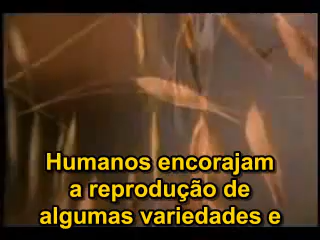 Humanos encorajam
a reprodução de
algumas variedades e